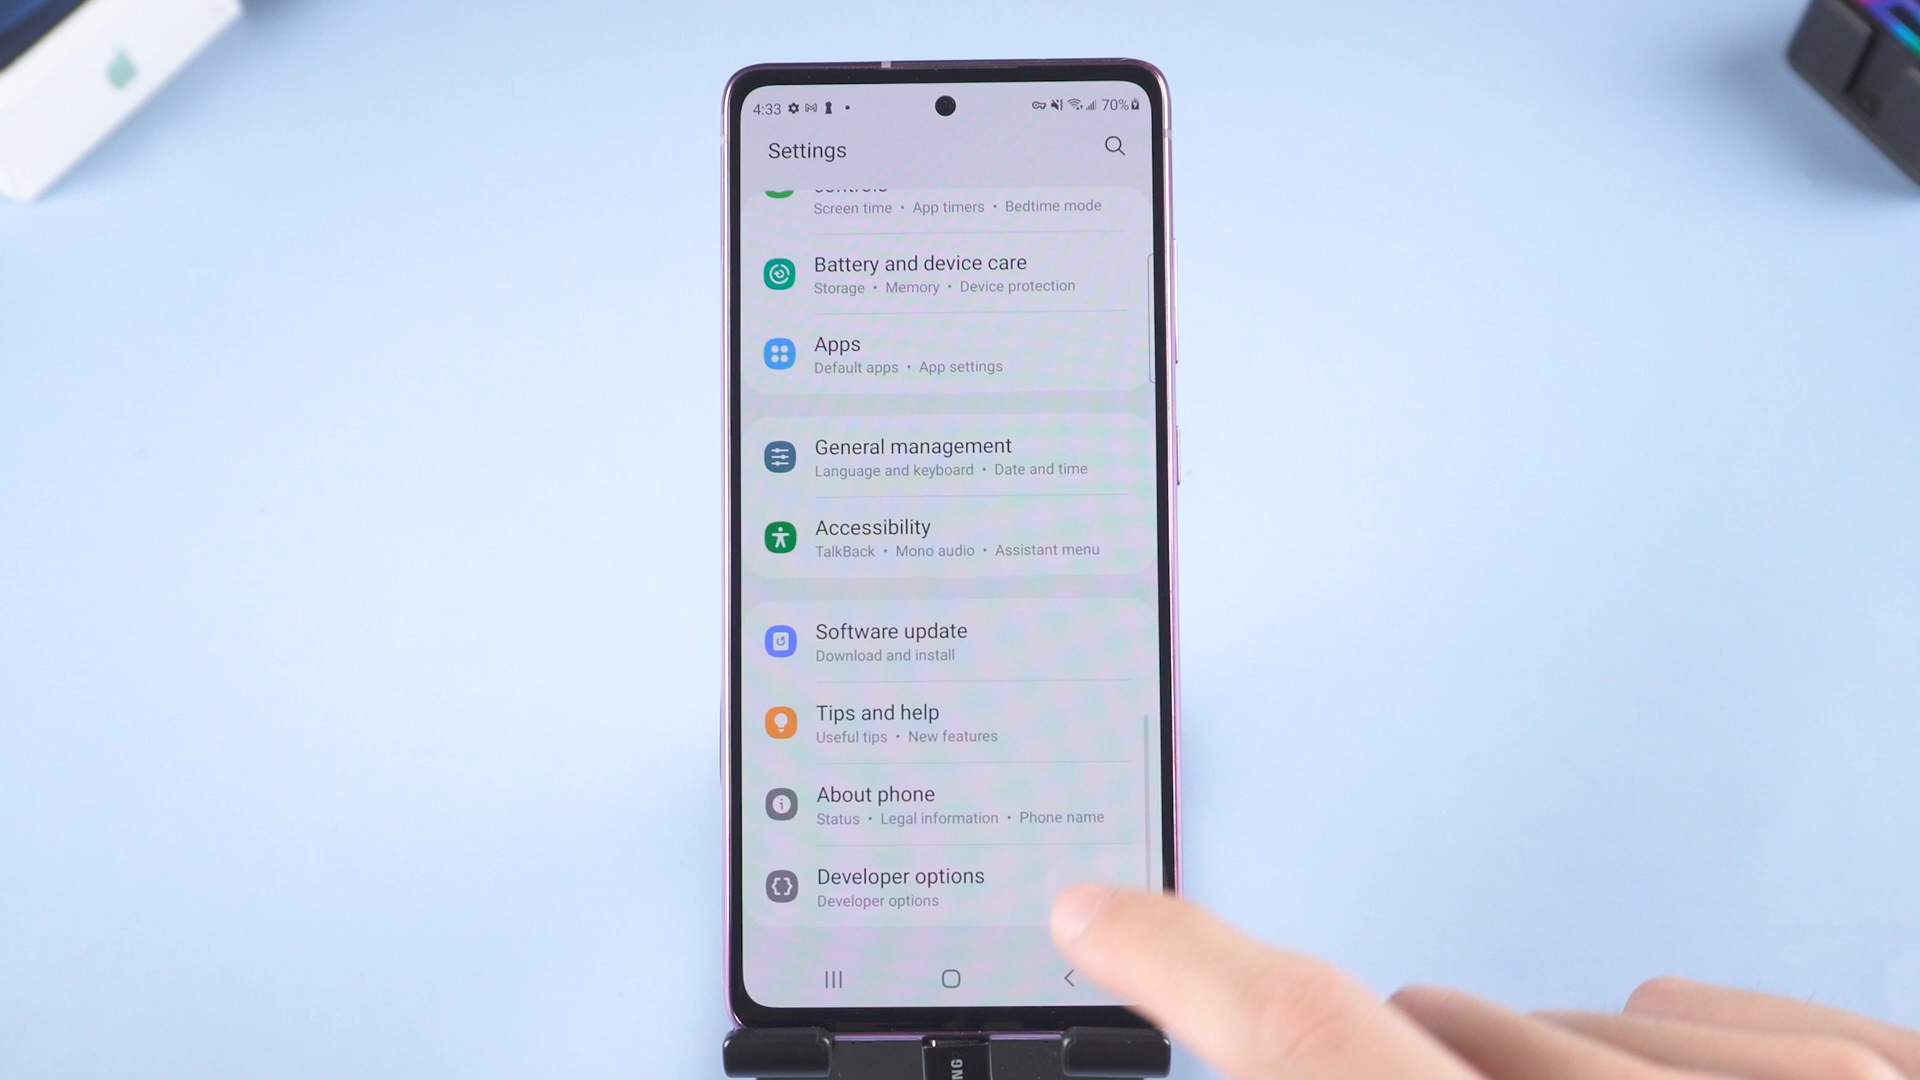 4:33 70%
Settings
Screen time • App timers • Bedtime mode
Battery and device care
Storage • Memory • Device protection
Apps
Default apps • App settings
General management
Language and keyboard • Date and time
Accessibility
TalkBack • Mono audio • Assistant menu
Software update
Download and install
Tips and help
Useful tips • New features
About phone
Status • Legal information • Phone name
Developer options
Developer options
NG